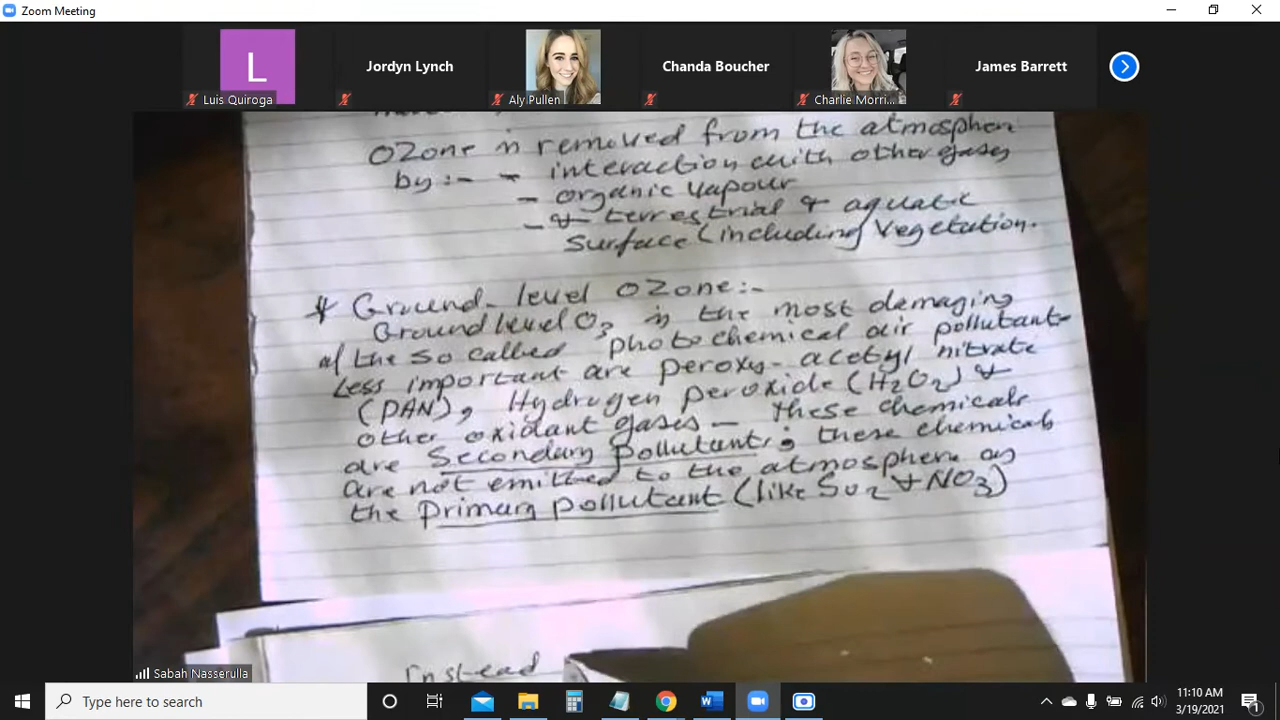 Zoom Meeting
L
Luis Quiroga
Jordyn Lynch
Aly Pullen
Chanda Boucher
Charlie Morri...
James Barrett
Ozone is removed from the atmosphere
by:- - interaction with other gases
- organic vapour
- & terrestrial & aquatic
surface (including vegetation.
* Ground-level Ozone:-
Ground level O3 is the most damaging
of the so called photochemical air pollutant
Less important are peroxy-acetyl nitrate
(PAN), Hydrogen peroxide (H2O2) &
other oxidant gases - these chemicals
are Secondary pollutant; these chemicals
are not emitted to the atmosphere as
the primary pollutant (like SO2 & NO3)
Instead
Sabah Nasserulla
Type here to search
11:10 AM
3/19/2021
1